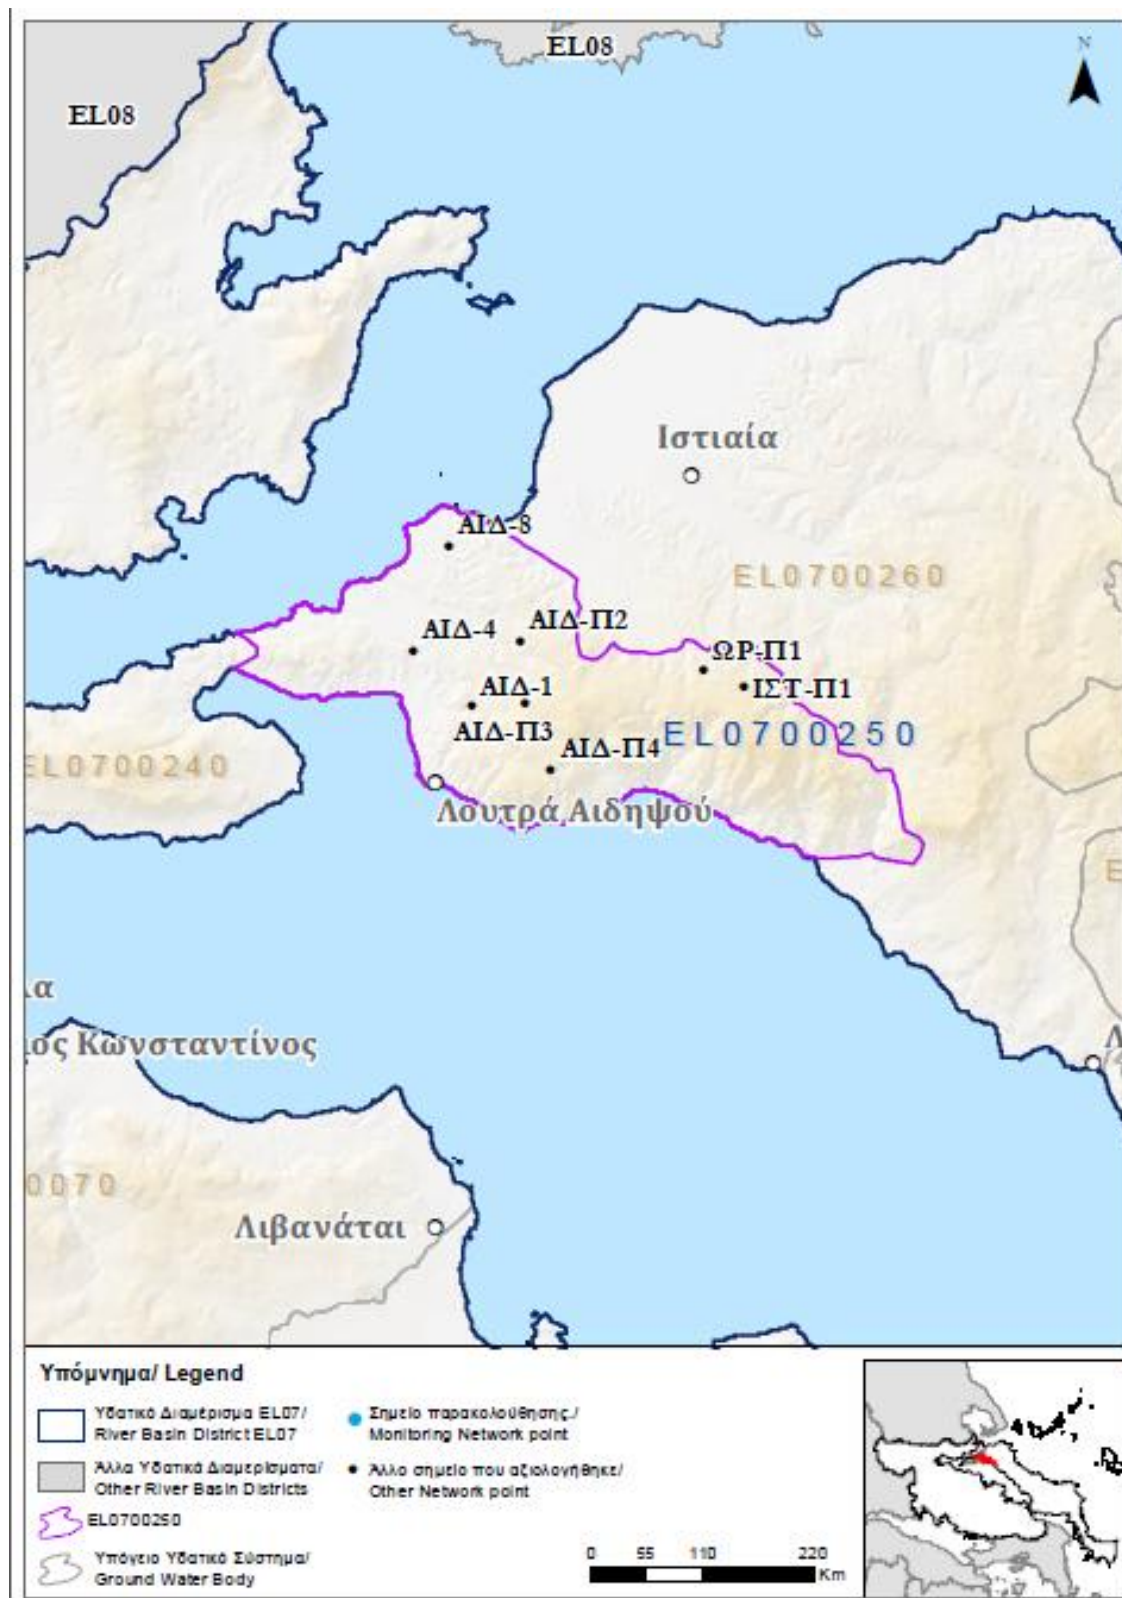 EL08
EL08
N
Ιστιαία
ΑΙΔ-8
EL0700260
ΑΙΔ-4
ΑΙΔ-Π2
ΩΡ-Π1
ΑΙΔ-1
ΙΣΤ-Π1
ΑΙΔ-Π3
ΑΙΔ-Π4
EL0700250
EL0700240
Λουτρά Αιδηψού
Λιβανάται
ος Κωνσταντίνος
0070
Υπόμνημα/ Legend
Υδατικό Διαμέρισμα EL07/
River Basin District EL07
Άλλα Υδατικά Διαμερίσματα/
Other River Basin Districts
EL0700250
Υπόγειο Υδατικό Σύστημα/
Ground Water Body
Σημείο παρακολούθησης./
Monitoring Network point
Άλλο σημείο που αξιολογήθηκε/
Other Network point
0 55 110 220
Km